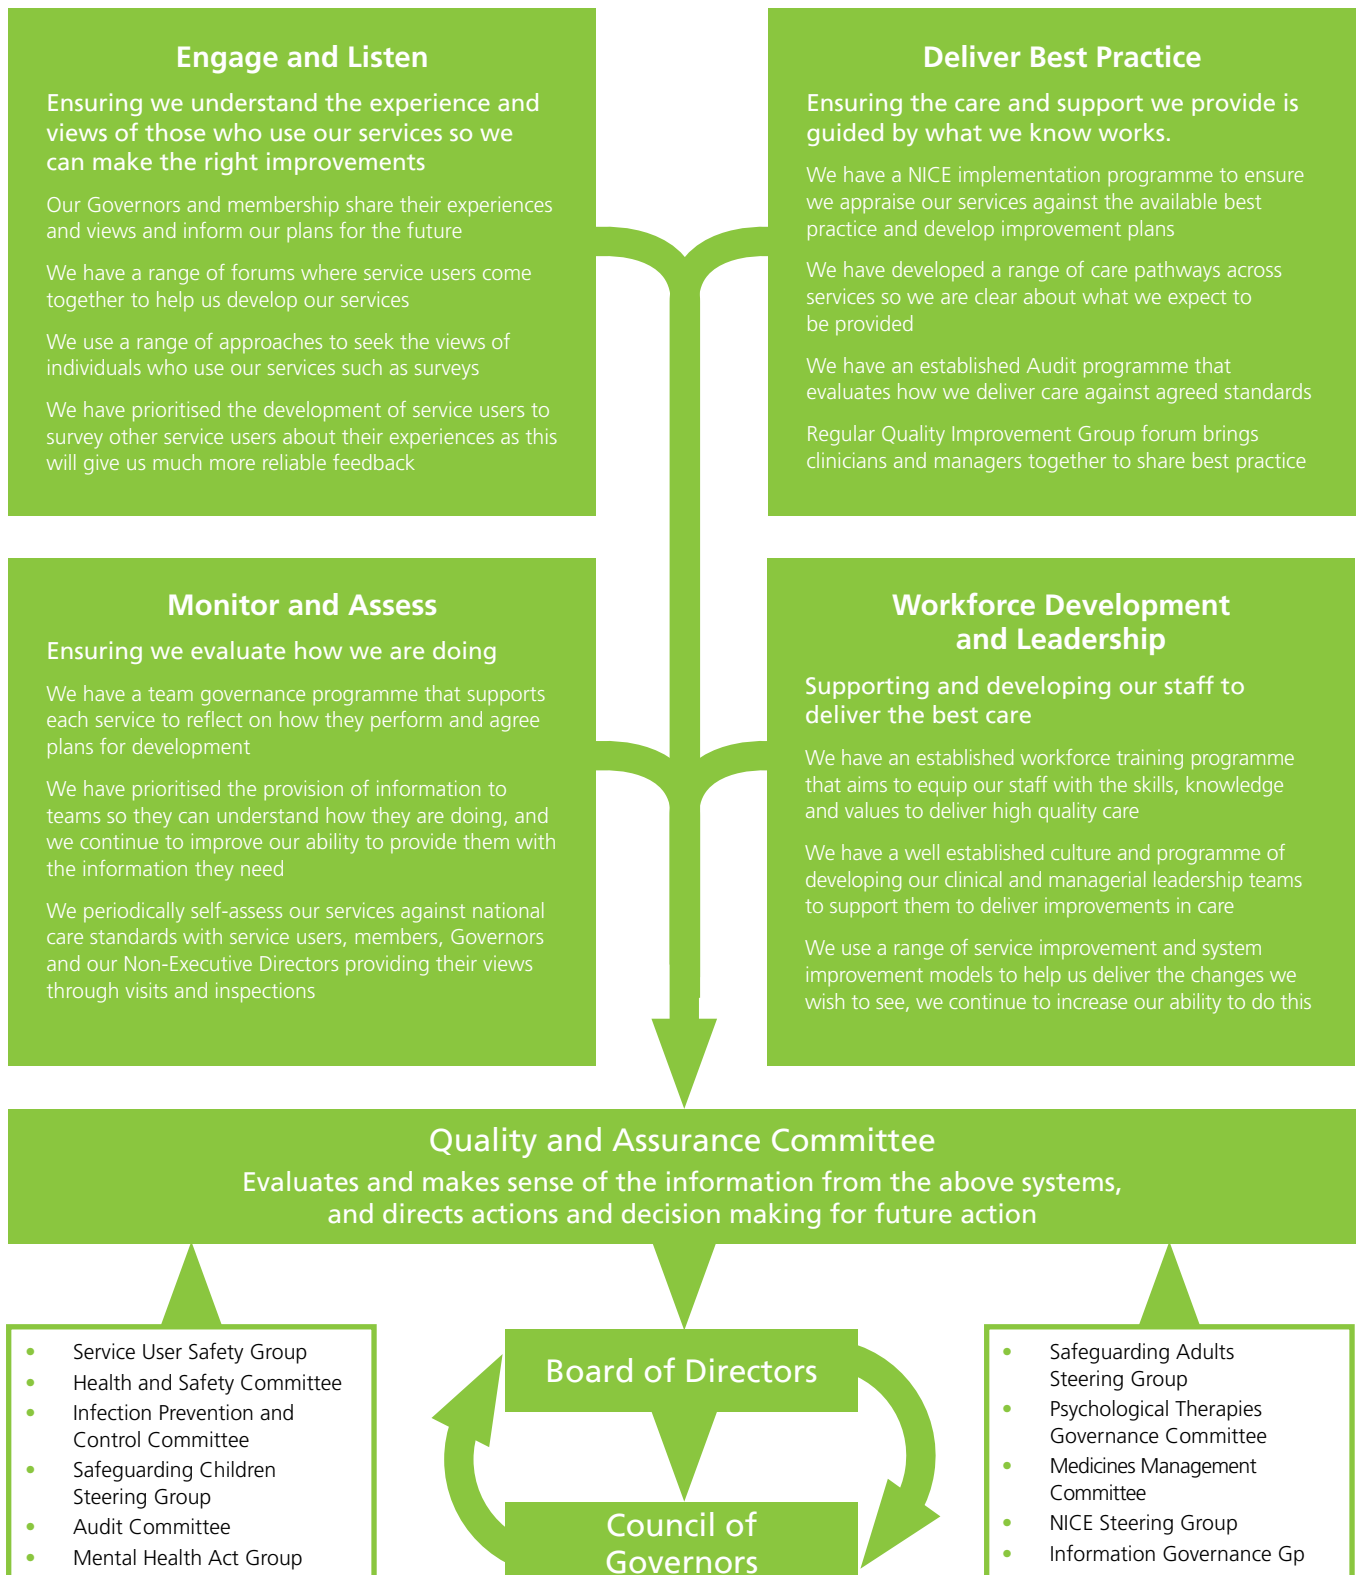 Engage and Listen
Ensuring we understand the experience and
views of those who use our services so we
can make the right improvements
Our Governors and membership share their experiences
and views and inform our plans for the future
We have a range of forums where service users come
together to help us develop our services
We use a range of approaches to seek the views of
individuals who use our services such as surveys
We have prioritised the development of service users to
survey other service users about their experiences as this
will give us much more reliable feedback
Deliver Best Practice
Ensuring the care and support we provide is
guided by what we know works.
We have a NICE implementation programme to ensure
we appraise our services against the available best
practice and develop improvement plans
We have developed a range of care pathways across
services so we are clear about what we expect to
be provided
We have an established Audit programme that
evaluates how we deliver care against agreed standards
Regular Quality Improvement Group forum brings
clinicians and managers together to share best practice
Monitor and Assess
Ensuring we evaluate how we are doing
We have a team governance programme that supports
each service to reflect on how they perform and agree
plans for development
We have prioritised the provision of information to
teams so they can understand how they are doing, and
we continue to improve our ability to provide them with
the information they need
We periodically self-assess our services against national
care standards with service users, members, Governors
and our Non-Executive Directors providing their views
through visits and inspections
Workforce Development
and Leadership
Supporting and developing our staff to
deliver the best care
We have an established workforce training programme
that aims to equip our staff with the skills, knowledge
and values to deliver high quality care
We have a well established culture and programme of
developing our clinical and managerial leadership teams
to support them to deliver improvements in care
We use a range of service improvement and system
improvement models to help us deliver the changes we
wish to see, we continue to increase our ability to do this
Quality and Assurance Committee
Evaluates and makes sense of the information from the above systems,
and directs actions and decision making for future action
• Service User Safety Group
• Health and Safety Committee
• Infection Prevention and
Control Committee
• Safeguarding Children
Steering Group
• Audit Committee
• Mental Health Act Group
Board of Directors
Council of
Governors
• Safeguarding Adults
Steering Group
• Psychological Therapies
Governance Committee
• Medicines Management
Committee
• NICE Steering Group
• Information Governance Gp